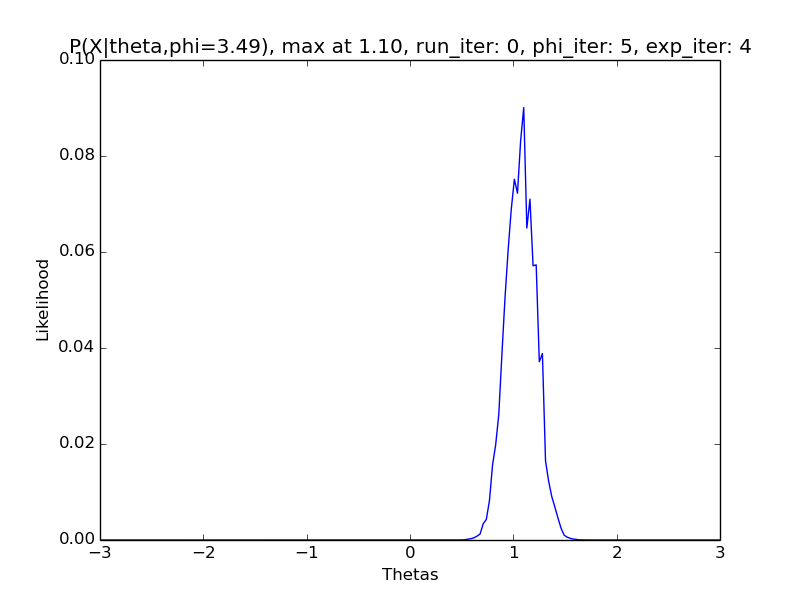 P(X|theta,phi=3.49), max at 1.10, run_iter: 0, phi_iter: 5, exp_iter: 4
0.10
0.08
0.06
Likelihood
0.04
0.02
0.00
−3 −2 −1 0 1 2 3
Thetas